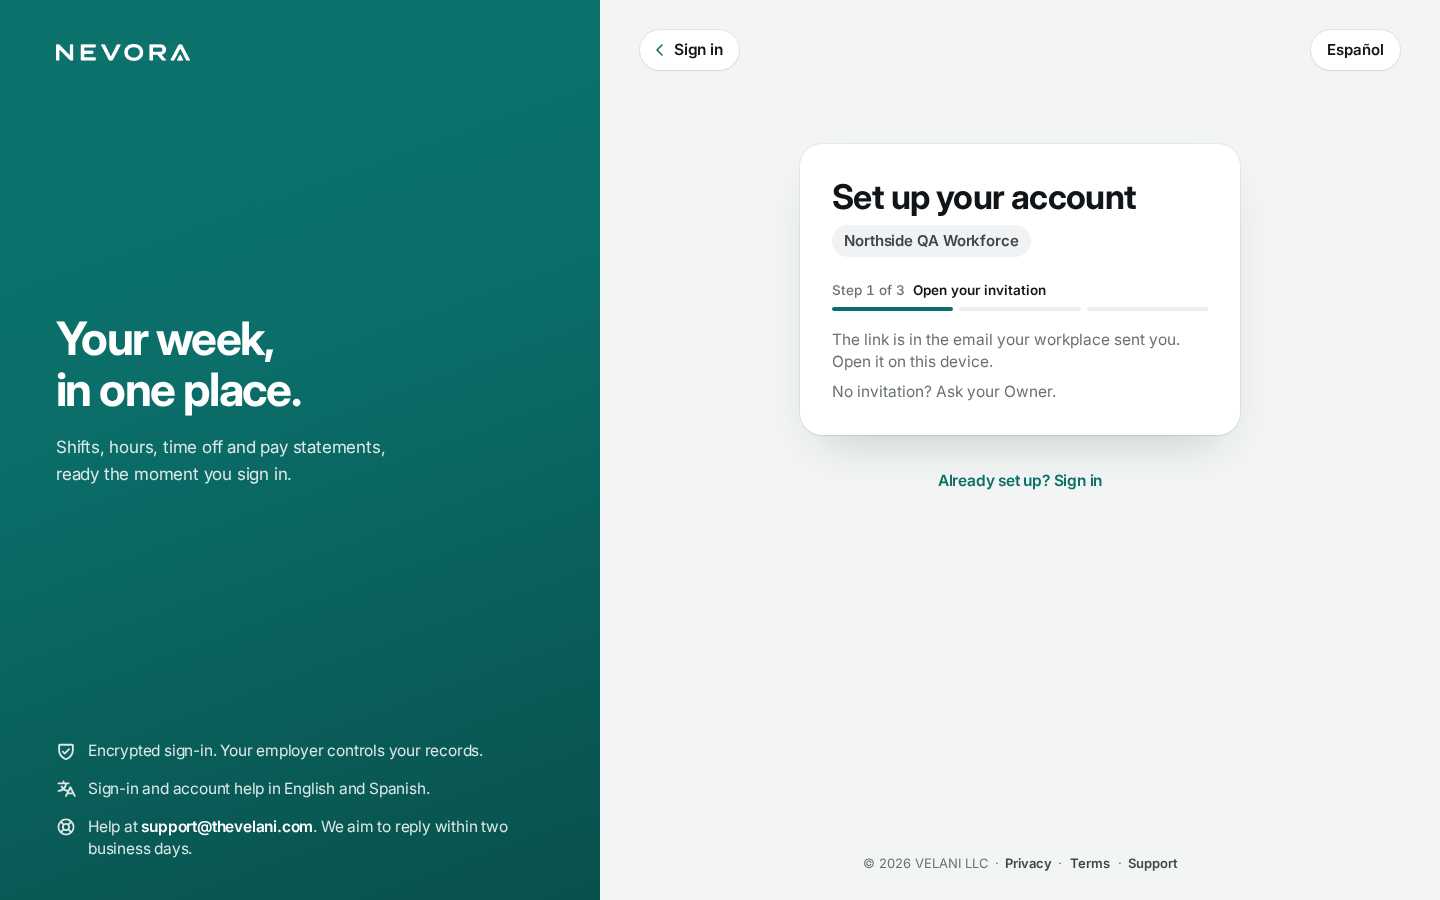 NEVORA
Sign in
Español
Your week,
in one place.
Shifts, hours, time off and pay statements,
ready the moment you sign in.
Encrypted sign-in. Your employer controls your records.
Sign-in and account help in English and Spanish.
Help at support@thevelani.com. We aim to reply within two
business days.
Set up your account
Northside QA Workforce
Step 1 of 3 Open your invitation
The link is in the email your workplace sent you.
Open it on this device.
No invitation? Ask your Owner.
Already set up? Sign in
© 2026 VELANI LLC · Privacy · Terms · Support